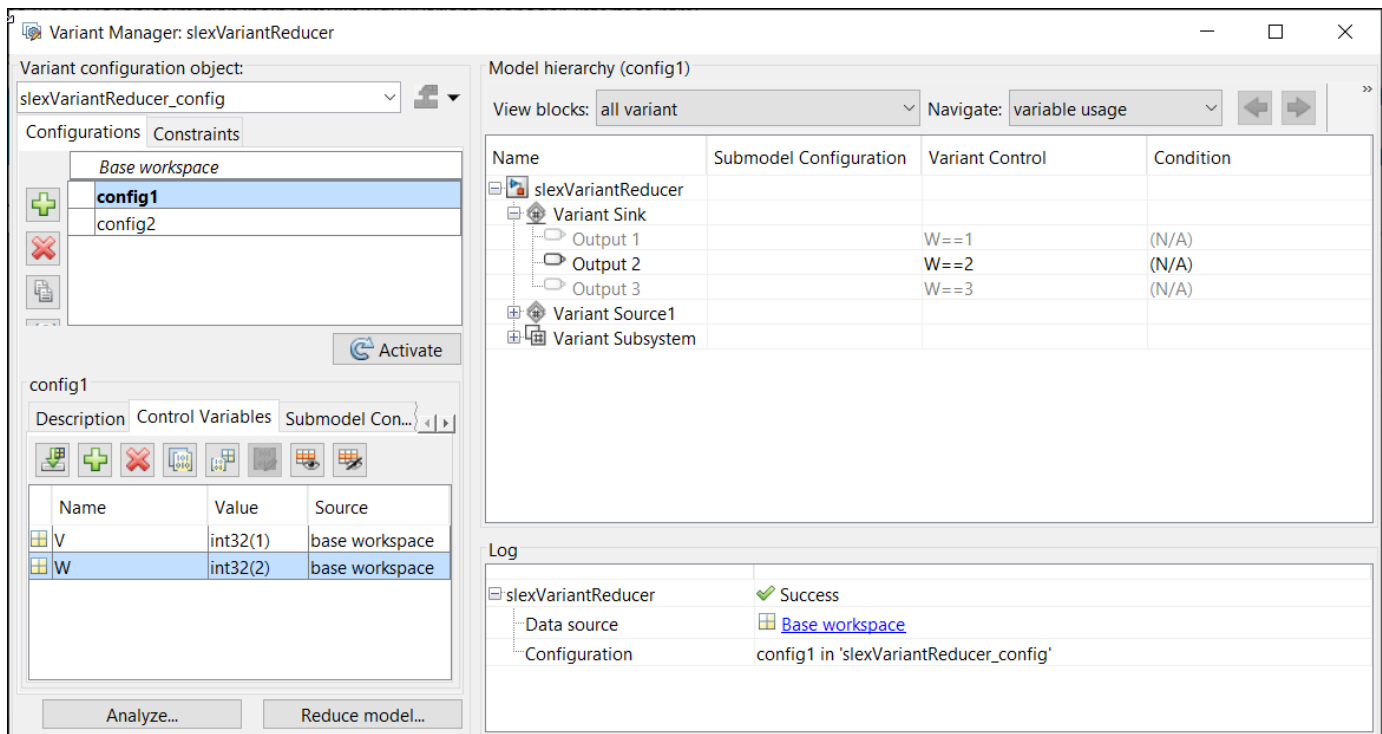 Variant Manager: slexVariantReducer
Variant configuration object:
slexVariantReducer_config
Configurations Constraints
Base workspace
config1
config2
Activate
config1
Description Control Variables Submodel Con...
Name Value Source
V int32(1) base workspace
W int32(2) base workspace
Analyze... Reduce model...
Model hierarchy (config1)
View blocks: all variant Navigate: variable usage »
Name Submodel Configuration Variant Control Condition
slexVariantReducer
Variant Sink
Output 1 W==1 (N/A)
Output 2 W==2 (N/A)
Output 3 W==3 (N/A)
Variant Source1
Variant Subsystem
Log
slexVariantReducer Success
Data source Base workspace
Configuration config1 in 'slexVariantReducer_config'